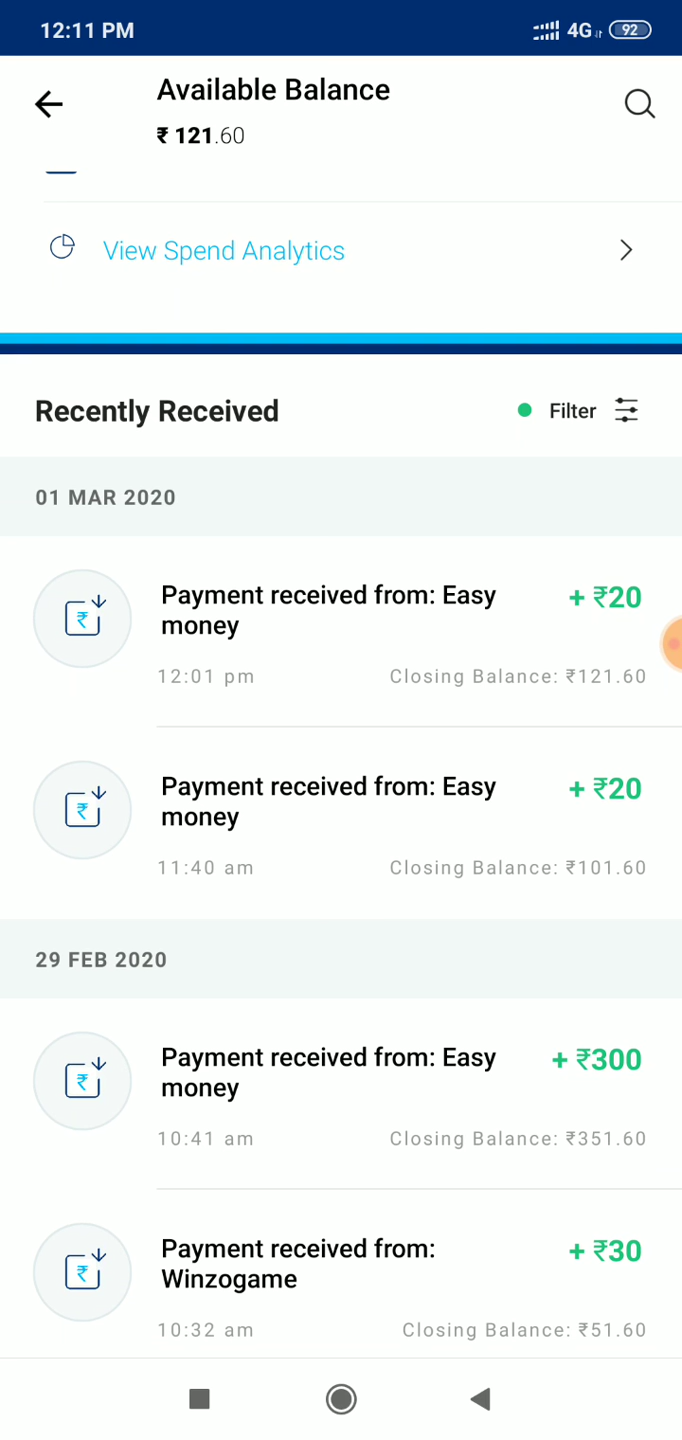 12:11 PM
4G
92
Available Balance
₹ 121.60
View Spend Analytics
Recently Received
Filter
01 MAR 2020
Payment received from: Easy
money
+ ₹20
12:01 pm
Closing Balance: ₹121.60
Payment received from: Easy
money
+ ₹20
11:40 am
Closing Balance: ₹101.60
29 FEB 2020
Payment received from: Easy
money
+ ₹300
10:41 am
Closing Balance: ₹351.60
Payment received from:
Winzogame
+ ₹30
10:32 am
Closing Balance: ₹51.60